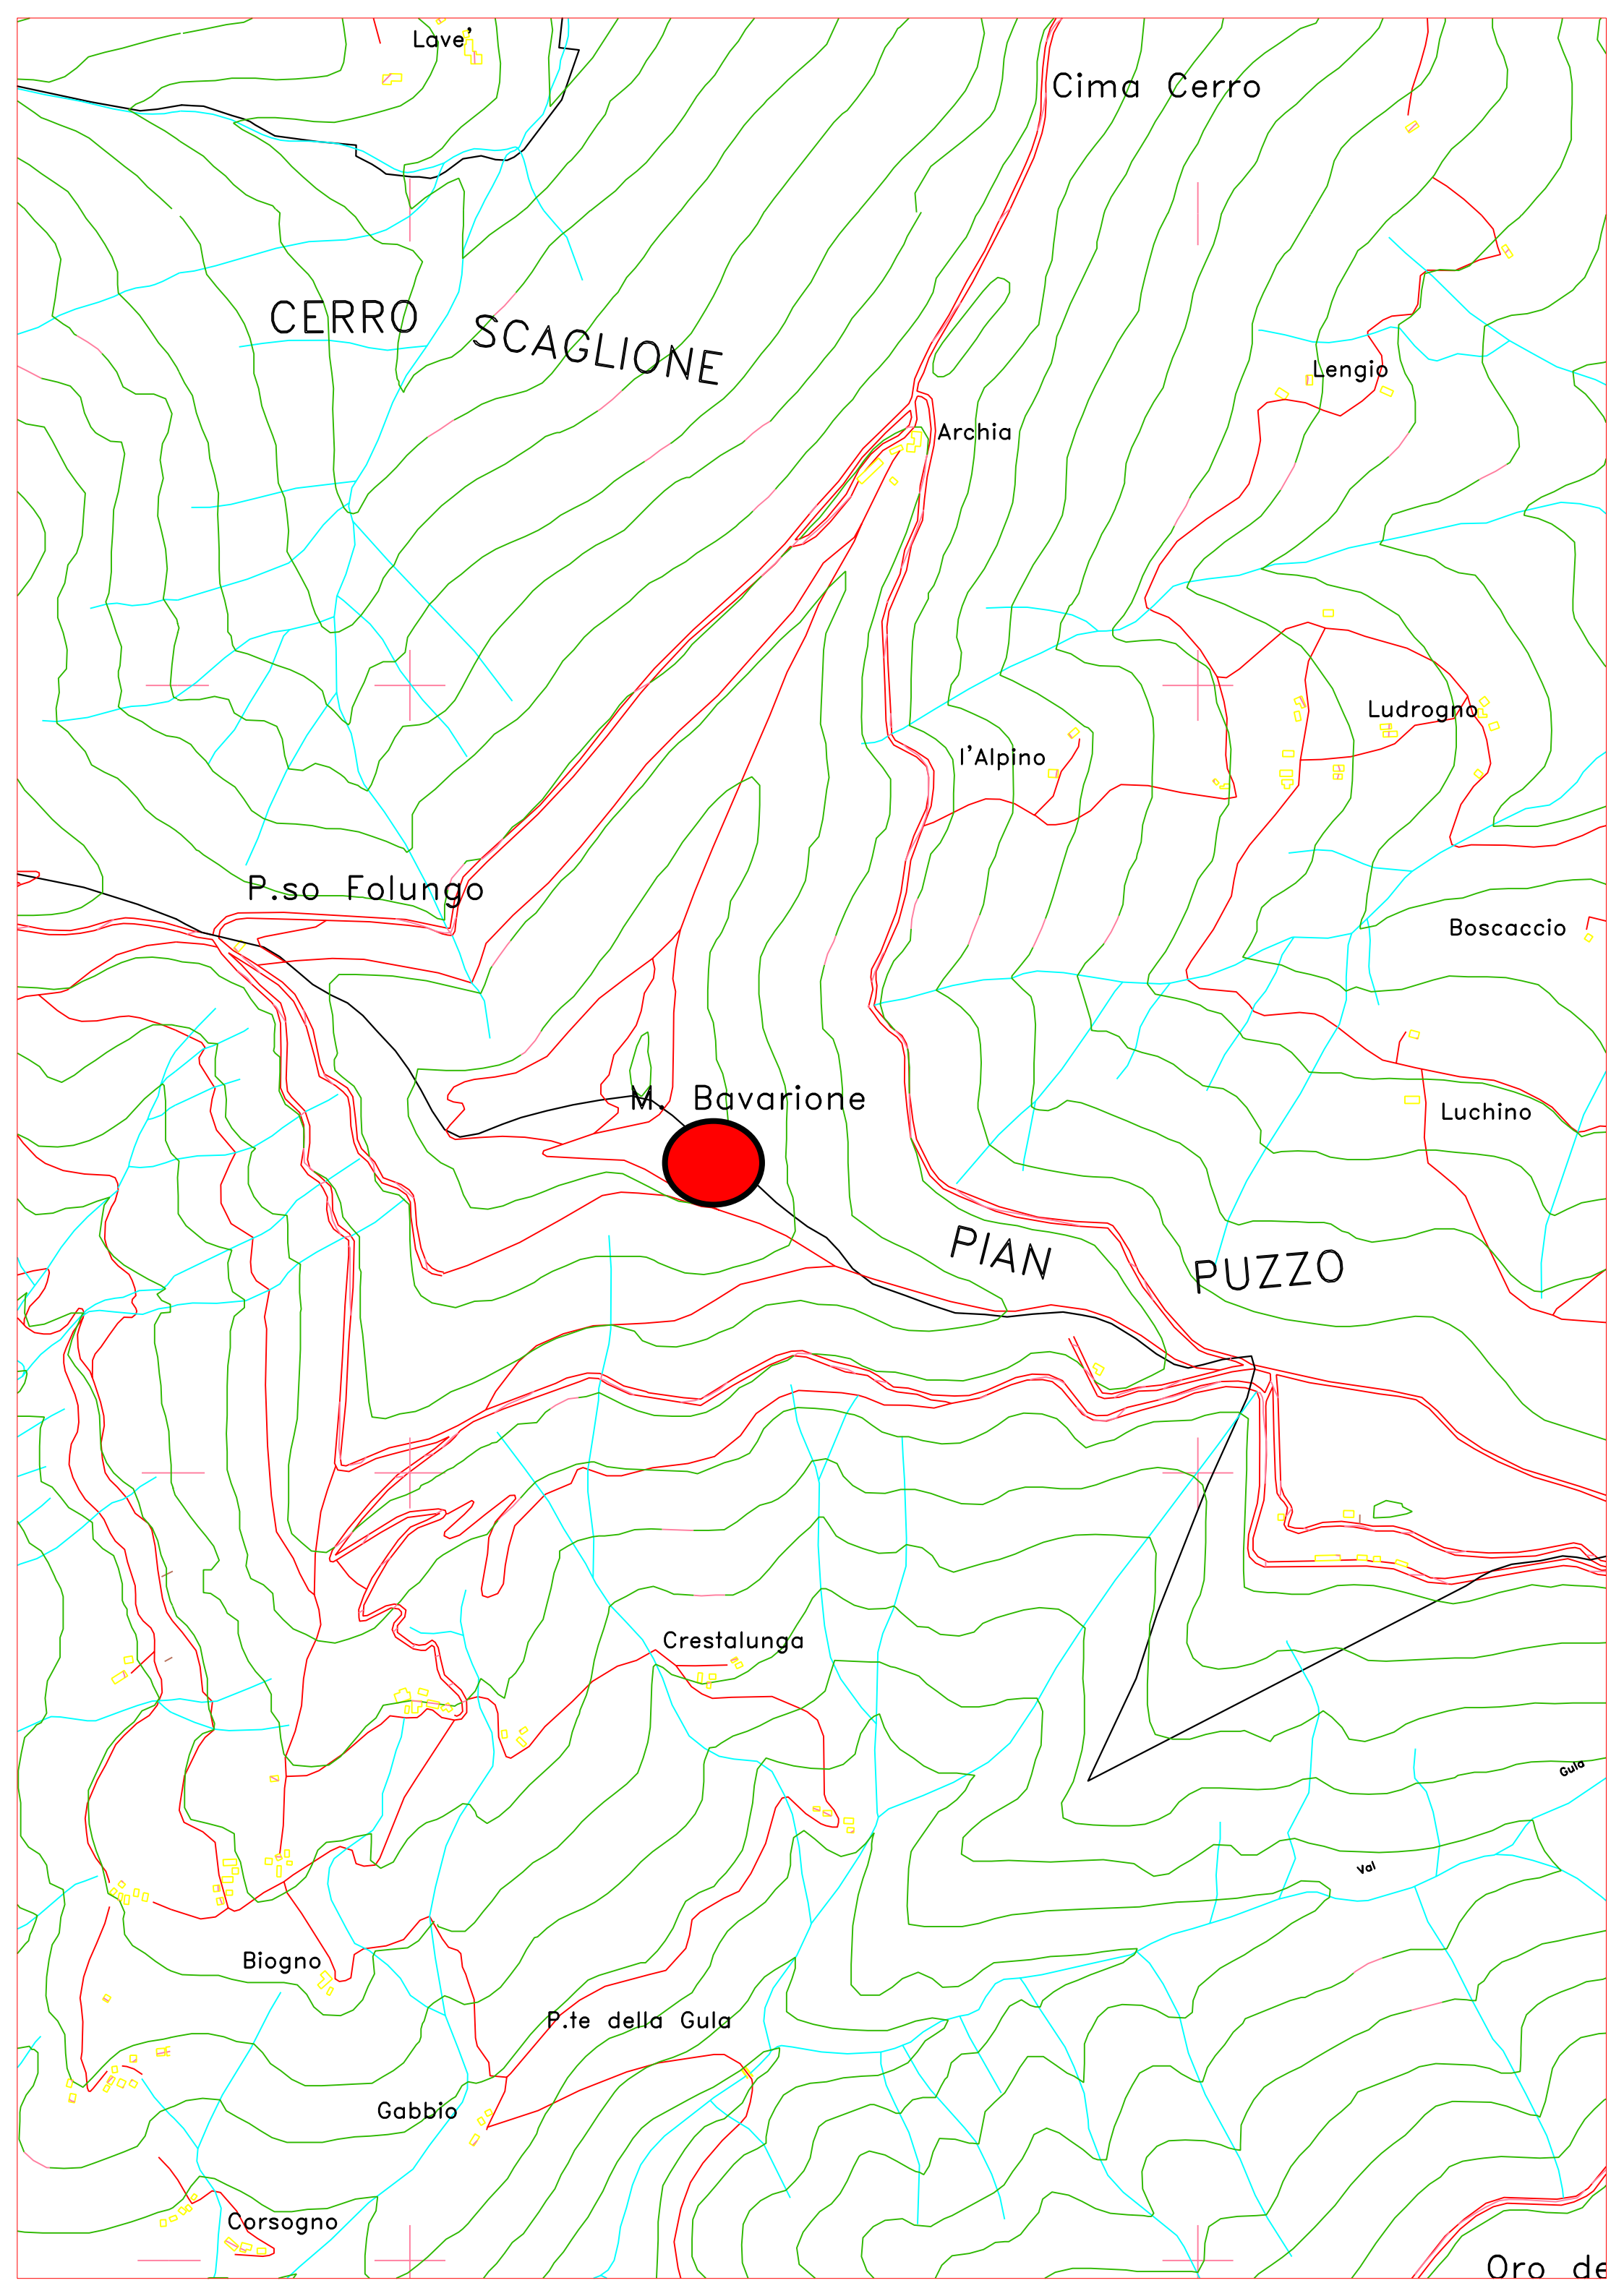 Lave'
Cima Cerro
CERRO SCAGLIONE
Lengio
Archia
Ludrogno
l'Alpino
P.so Folungo
Boscaccio
M. Bavarione
Luchino
PIAN PUZZO
Crestalunga
Gula
Val
Biogno
P.te della Gula
Gabbio
Corsogno
Oro de